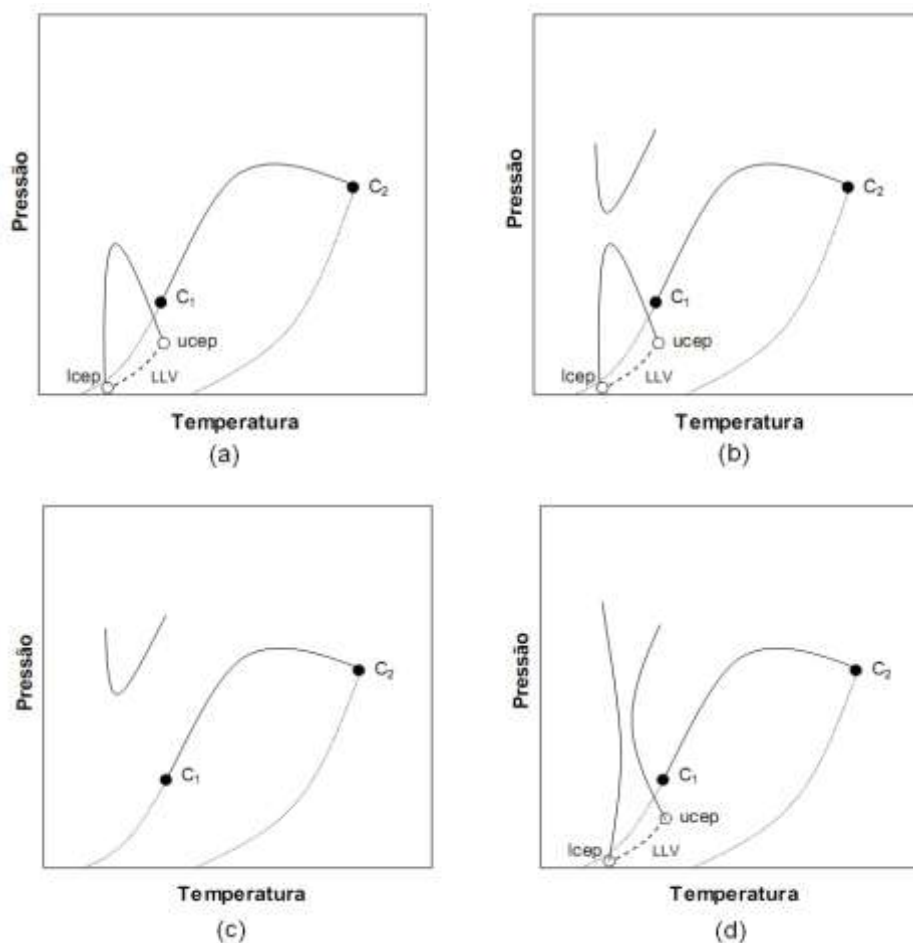 Pressão
C₂
C₁
ucep
lcep
LLV
Temperatura
(a)
Pressão
C₂
C₁
ucep
lcep
LLV
Temperatura
(b)
Pressão
C₂
C₁
Temperatura
(c)
Pressão
C₂
C₁
ucep
lcep
LLV
Temperatura
(d)